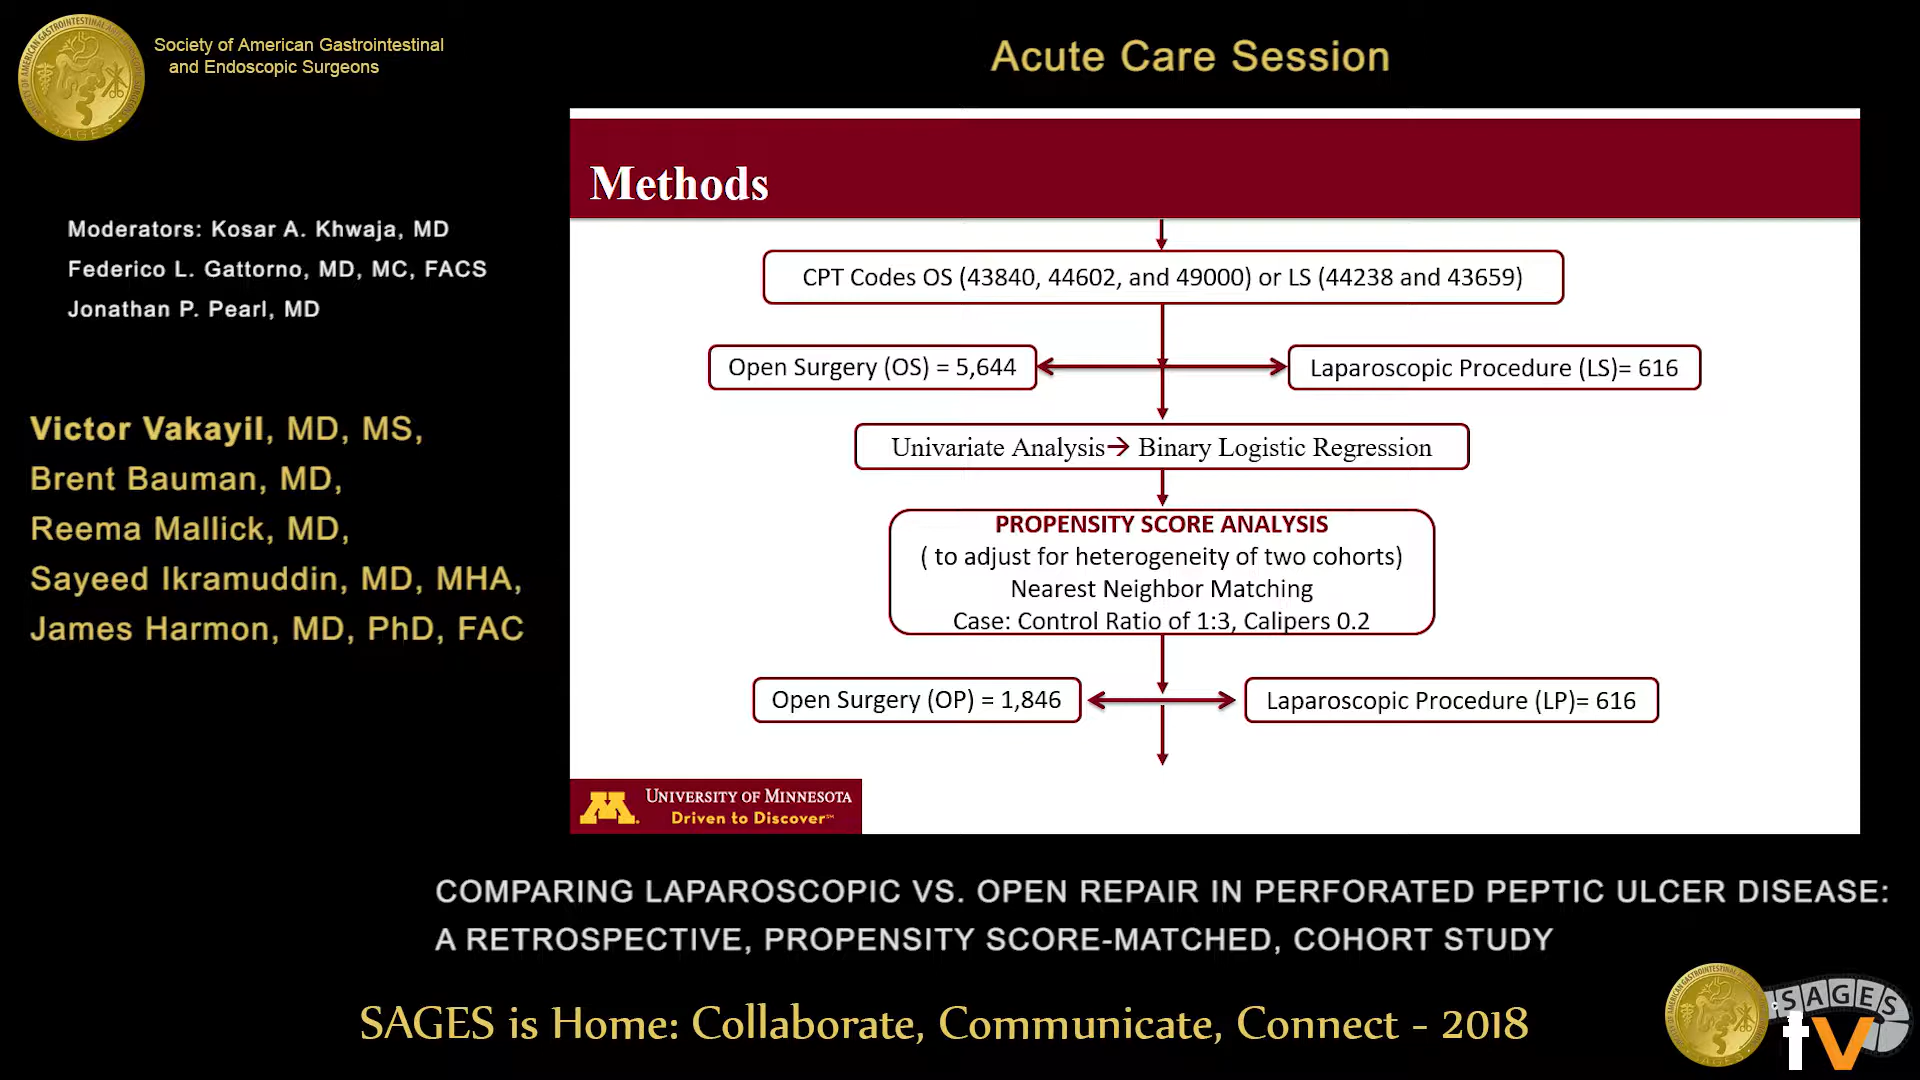 Society of American Gastrointestinal
and Endoscopic Surgeons
Acute Care Session
Moderators: Kosar A. Khwaja, MD
Federico L. Gattorno, MD, MC, FACS
Jonathan P. Pearl, MD
Victor Vakayil, MD, MS,
Brent Bauman, MD,
Reema Mallick, MD,
Sayeed Ikramuddin, MD, MHA,
James Harmon, MD, PhD, FAC
Methods
CPT Codes OS (43840, 44602, and 49000) or LS (44238 and 43659)
Open Surgery (OS) = 5,644
Laparoscopic Procedure (LS)= 616
Univariate Analysis→ Binary Logistic Regression
PROPENSITY SCORE ANALYSIS
( to adjust for heterogeneity of two cohorts)
Nearest Neighbor Matching
Case: Control Ratio of 1:3, Calipers 0.2
Open Surgery (OP) = 1,846
Laparoscopic Procedure (LP)= 616
M
UNIVERSITY OF MINNESOTA
Driven to Discover℠
COMPARING LAPAROSCOPIC VS. OPEN REPAIR IN PERFORATED PEPTIC ULCER DISEASE:
A RETROSPECTIVE, PROPENSITY SCORE-MATCHED, COHORT STUDY
SAGES is Home: Collaborate, Communicate, Connect - 2018
SAGES
tv